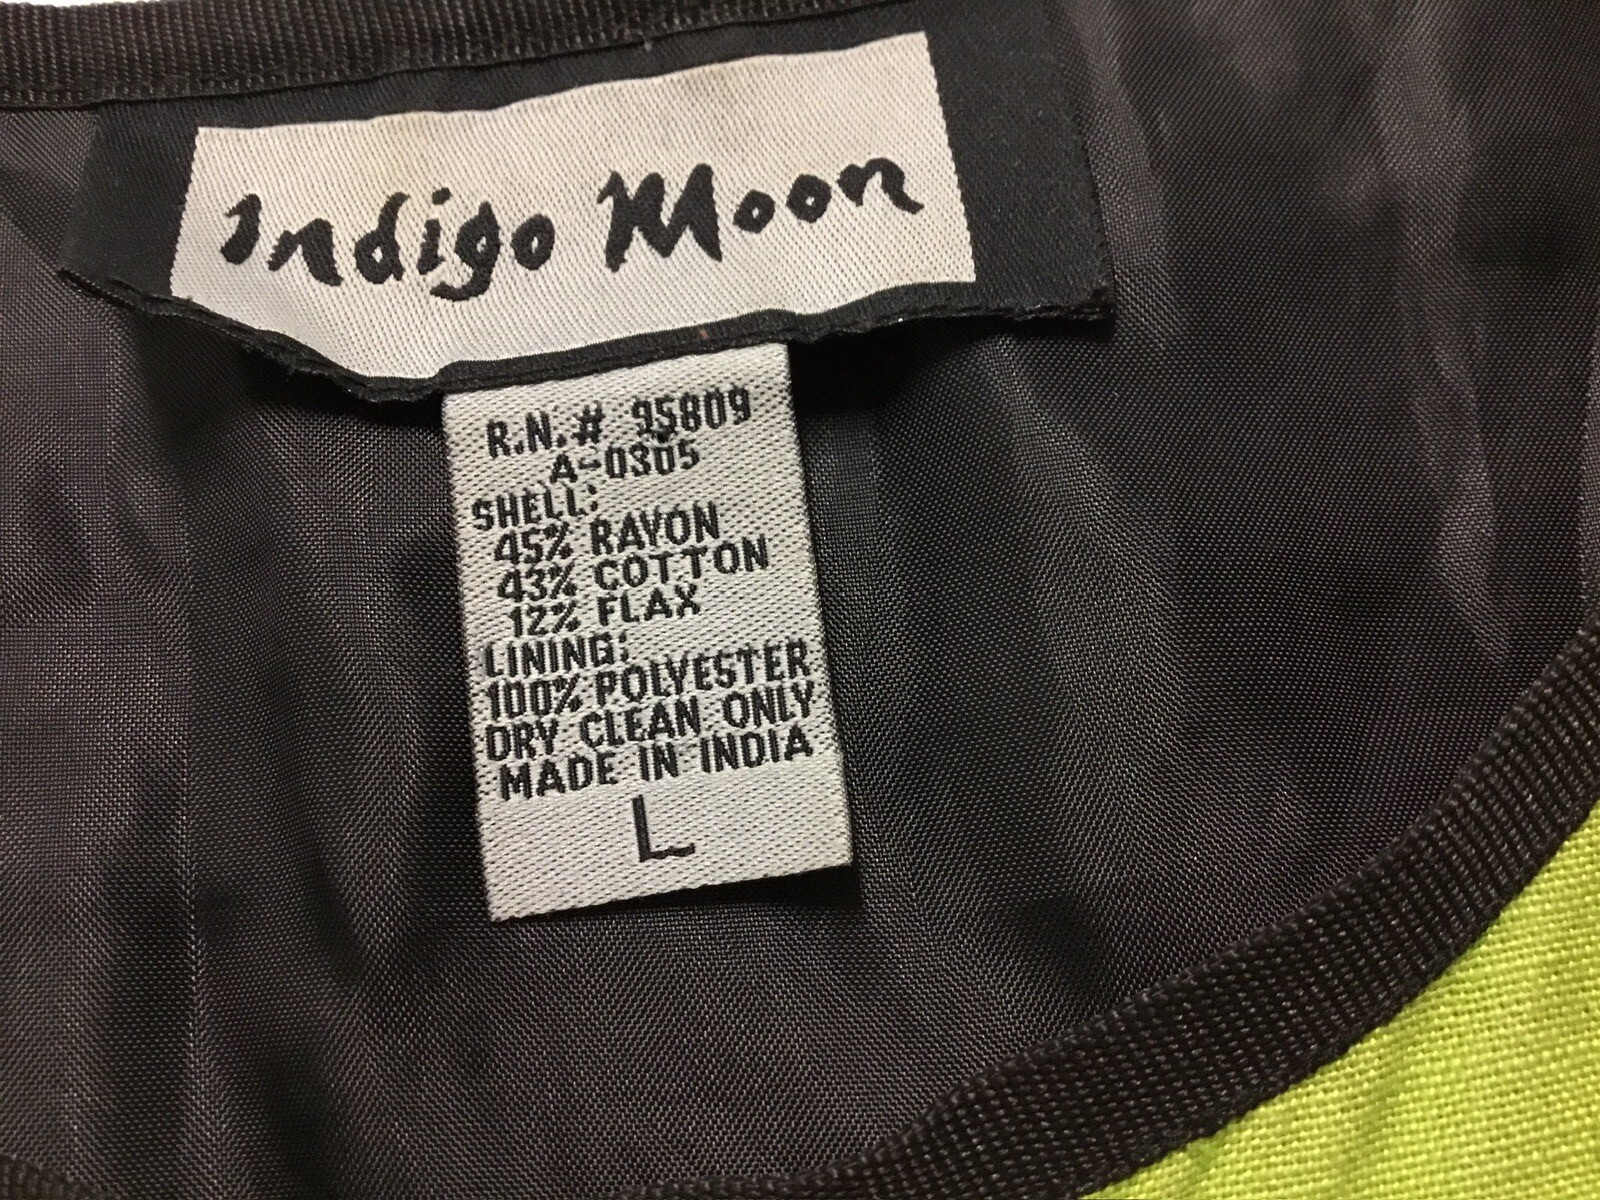 Indigo Moon
R.N.# 95809
A-0305
SHELL:
45% RAYON
43% COTTON
12% FLAX
LINING:
100% POLYESTER
DRY CLEAN ONLY
MADE IN INDIA
L